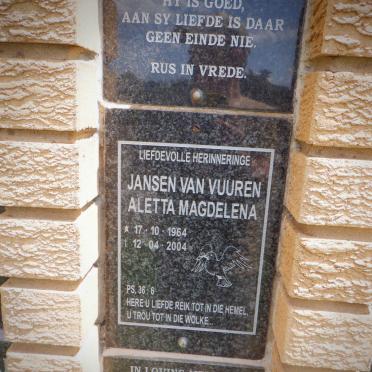 HY IS GOED,
AAN SY LIEFDE IS DAAR
GEEN EINDE NIE.
RUS IN VREDE.
LIEFDEVOLLE HERINNERINGE
JANSEN VAN VUUREN
ALETTA MAGDELENA
* 17 · 10 · 1964
† 12 · 04 · 2004
PS. 36 : 6
HERE U LIEFDE REIK TOT IN DIE HEMEL,
U TROU TOT IN DIE WOLKE...
IN LOVING